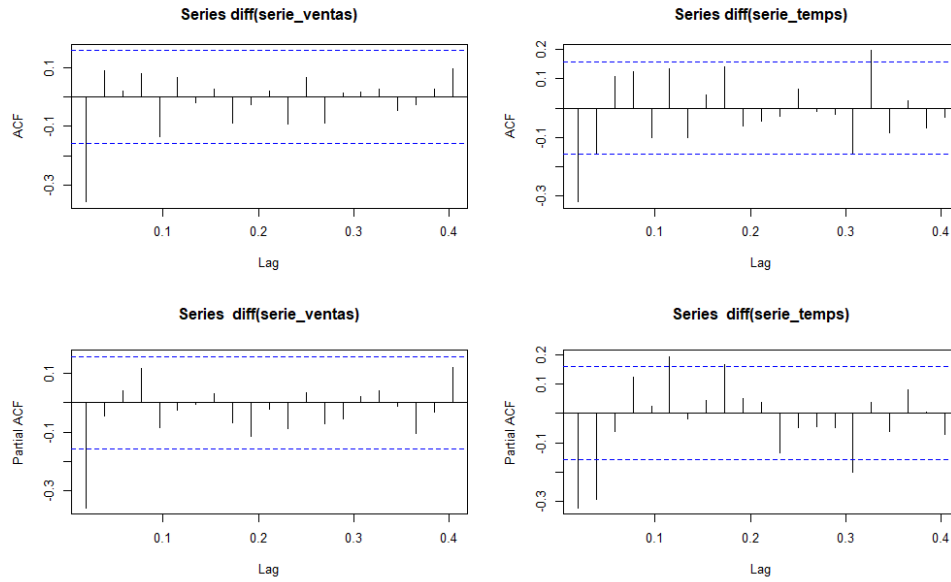 Series diff(serie_ventas)
ACF
0.1
-0.1
-0.3
0.1 0.2 0.3 0.4
Lag
Series diff(serie_temps)
ACF
0.2
0.1
-0.1
-0.3
0.1 0.2 0.3 0.4
Lag
Series diff(serie_ventas)
Partial ACF
0.1
-0.1
-0.3
0.1 0.2 0.3 0.4
Lag
Series diff(serie_temps)
Partial ACF
0.2
0.1
-0.1
-0.3
0.1 0.2 0.3 0.4
Lag